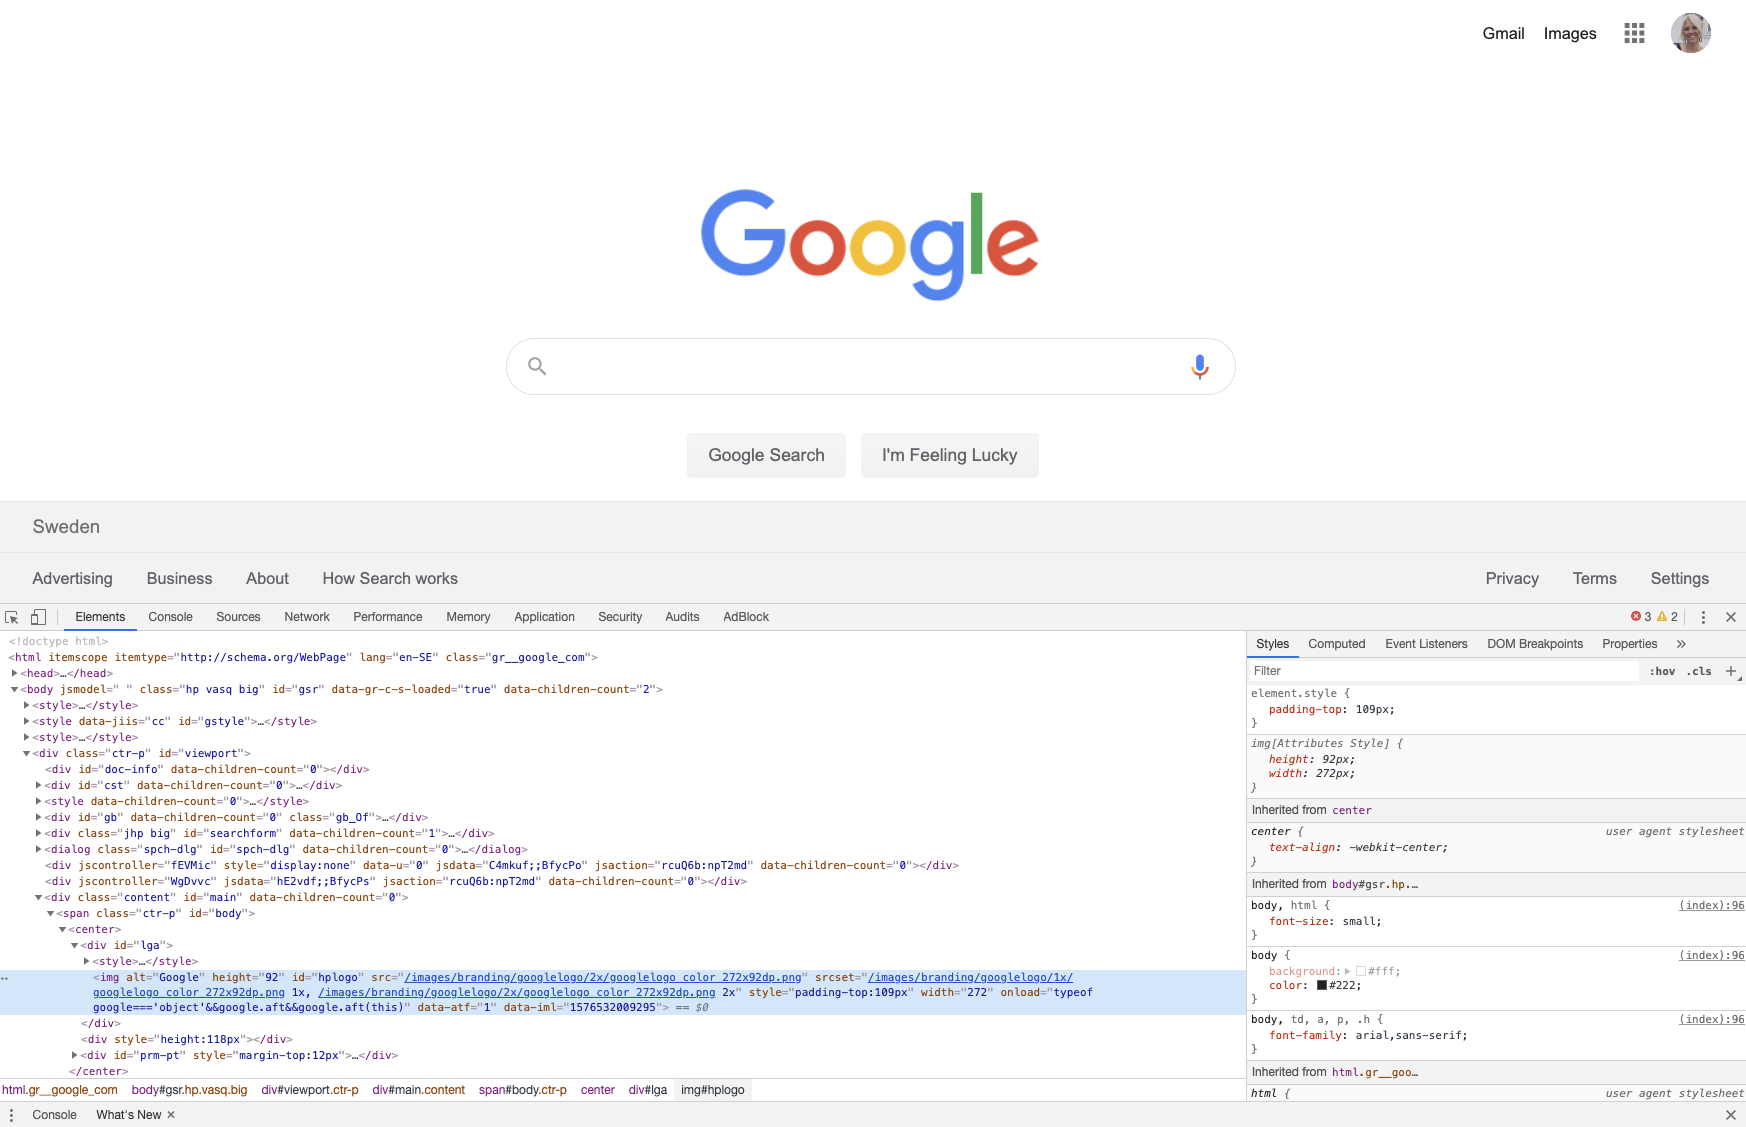 Gmail Images
Google
Google Search I'm Feeling Lucky
Sweden
Advertising Business About How Search works Privacy Terms Settings
Elements Console Sources Network Performance Memory Application Security Audits AdBlock 3 2
<!doctype html>
<html itemscope itemtype="http://schema.org/WebPage" lang="en-SE" class="gr__google_com">
<head>…</head>
<body jsmodel=" " class="hp vasq big" id="gsr" data-gr-c-s-loaded="true" data-children-count="2">
<style>…</style>
<style data-jiis="cc" id="gstyle">…</style>
<style>…</style>
<div class="ctr-p" id="viewport">
<div id="doc-info" data-children-count="0"></div>
<div id="cst" data-children-count="0">…</div>
<style data-children-count="0">…</style>
<div id="gb" data-children-count="0" class="gb_Of">…</div>
<div class="jhp big" id="searchform" data-children-count="1">…</div>
<dialog class="spch-dlg" id="spch-dlg" data-children-count="0">…</dialog>
<div jscontroller="fEVMic" style="display:none" data-u="0" jsdata="C4mkuf;;BfycPo" jsaction="rcuQ6b:npT2md" data-children-count="0"></div>
<div jscontroller="WgDvvc" jsdata="hE2vdf;;BfycPs" jsaction="rcuQ6b:npT2md" data-children-count="0"></div>
<div class="content" id="main" data-children-count="0">
<span class="ctr-p" id="body">
<center>
<div id="lga">
<style>…</style>
<img alt="Google" height="92" id="hplogo" src="/images/branding/googlelogo/2x/googlelogo_color_272x92dp.png" srcset="/images/branding/googlelogo/1x/
googlelogo_color_272x92dp.png 1x, /images/branding/googlelogo/2x/googlelogo_color_272x92dp.png 2x" style="padding-top:109px" width="272" onload="typeof
google==='object'&&google.aft&&google.aft(this)" data-atf="1" data-iml="1576532009295"> == $0
</div>
<div style="height:118px"></div>
<div id="prm-pt" style="margin-top:12px">…</div>
</center>
html.gr__google_com body#gsr.hp.vasq.big div#viewport.ctr-p div#main.content span#body.ctr-p center div#lga img#hplogo
Styles Computed Event Listeners DOM Breakpoints Properties »
Filter :hov .cls +
element.style {
padding-top: 109px;
}
img[Attributes Style] {
height: 92px;
width: 272px;
}
Inherited from center
center { user agent stylesheet
text-align: -webkit-center;
}
Inherited from body#gsr.hp.…
body, html { (index):96
font-size: small;
}
body { (index):96
background: #fff;
color: #222;
}
body, td, a, p, .h { (index):96
font-family: arial,sans-serif;
}
Inherited from html.gr__goo…
html { user agent stylesheet
Console What's New ×